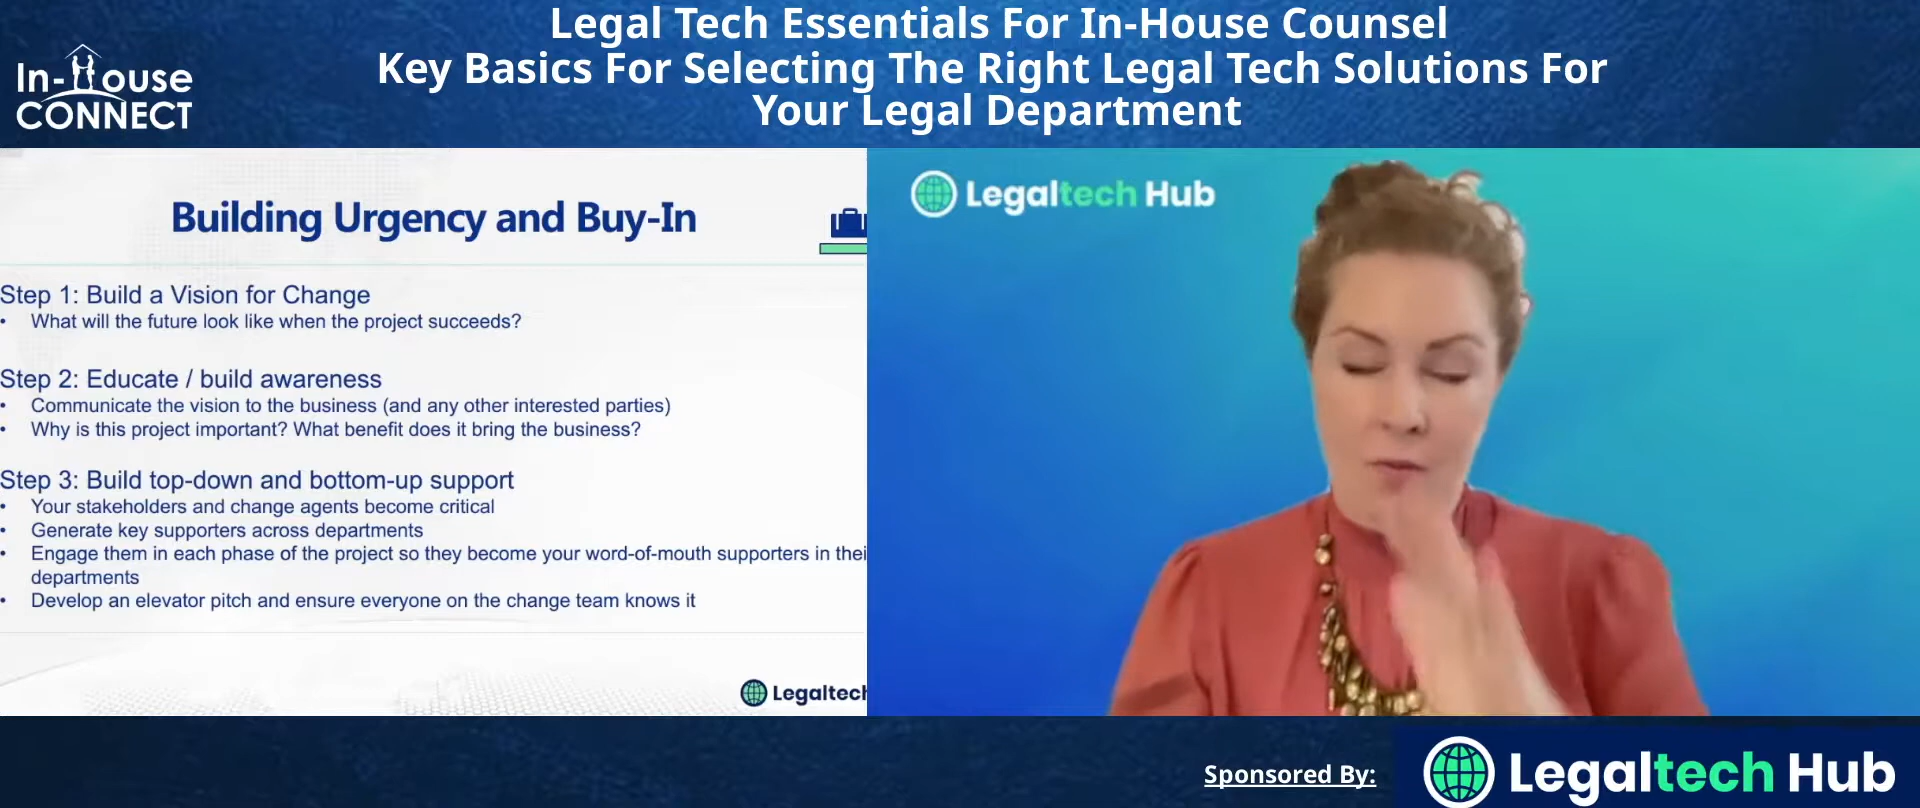 Legal Tech Essentials For In-House Counsel
Key Basics For Selecting The Right Legal Tech Solutions For
Your Legal Department
In-House
CONNECT
Building Urgency and Buy-In
Step 1: Build a Vision for Change
• What will the future look like when the project succeeds?
Step 2: Educate / build awareness
• Communicate the vision to the business (and any other interested parties)
• Why is this project important? What benefit does it bring the business?
Step 3: Build top-down and bottom-up support
• Your stakeholders and change agents become critical
• Generate key supporters across departments
• Engage them in each phase of the project so they become your word-of-mouth supporters in thei
departments
• Develop an elevator pitch and ensure everyone on the change team knows it
Legaltech
Legaltech Hub
Sponsored By:
Legaltech Hub